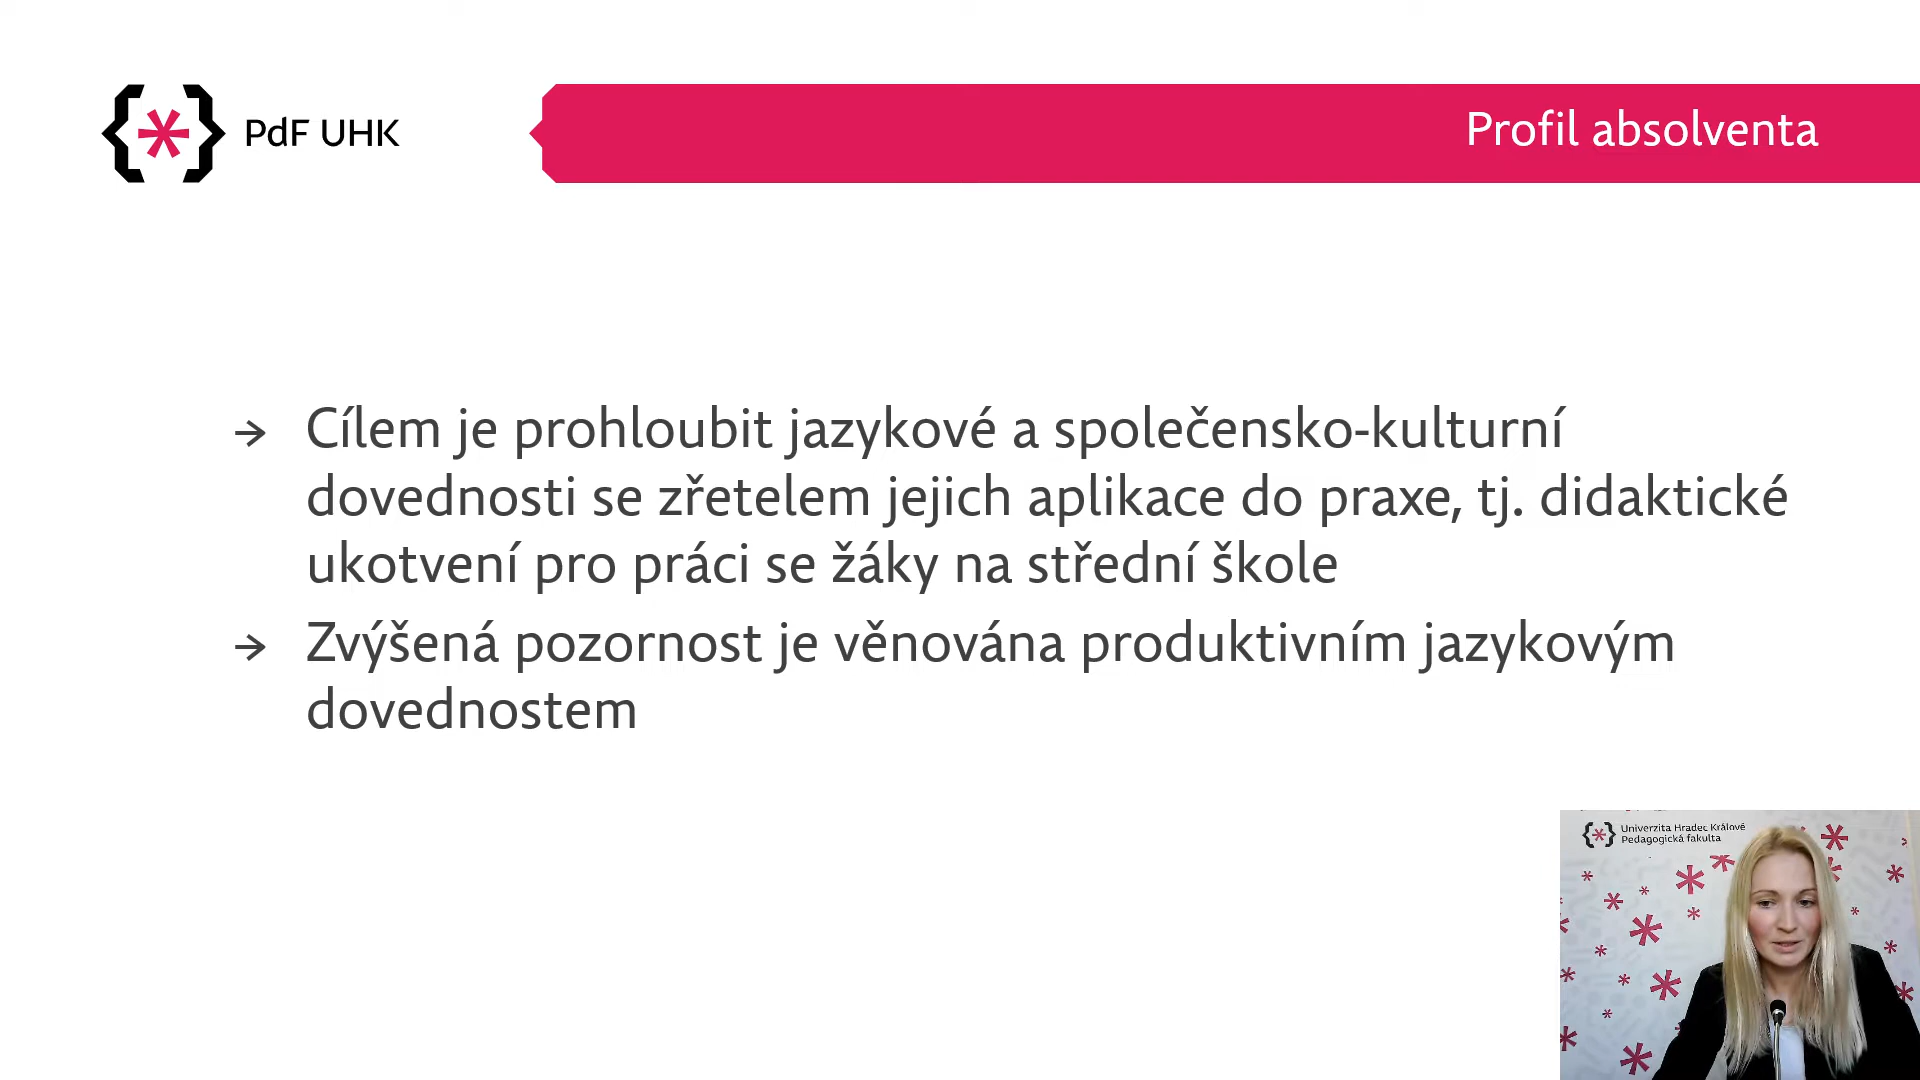 PdF UHK
Profil absolventa
→ Cílem je prohloubit jazykové a společensko-kulturní
dovednosti se zřetelem jejich aplikace do praxe, tj. didaktické
ukotvení pro práci se žáky na střední škole
→ Zvýšená pozornost je věnována produktivním jazykovým
dovednostem
Univerzita Hradec Králové
Pedagogická fakulta